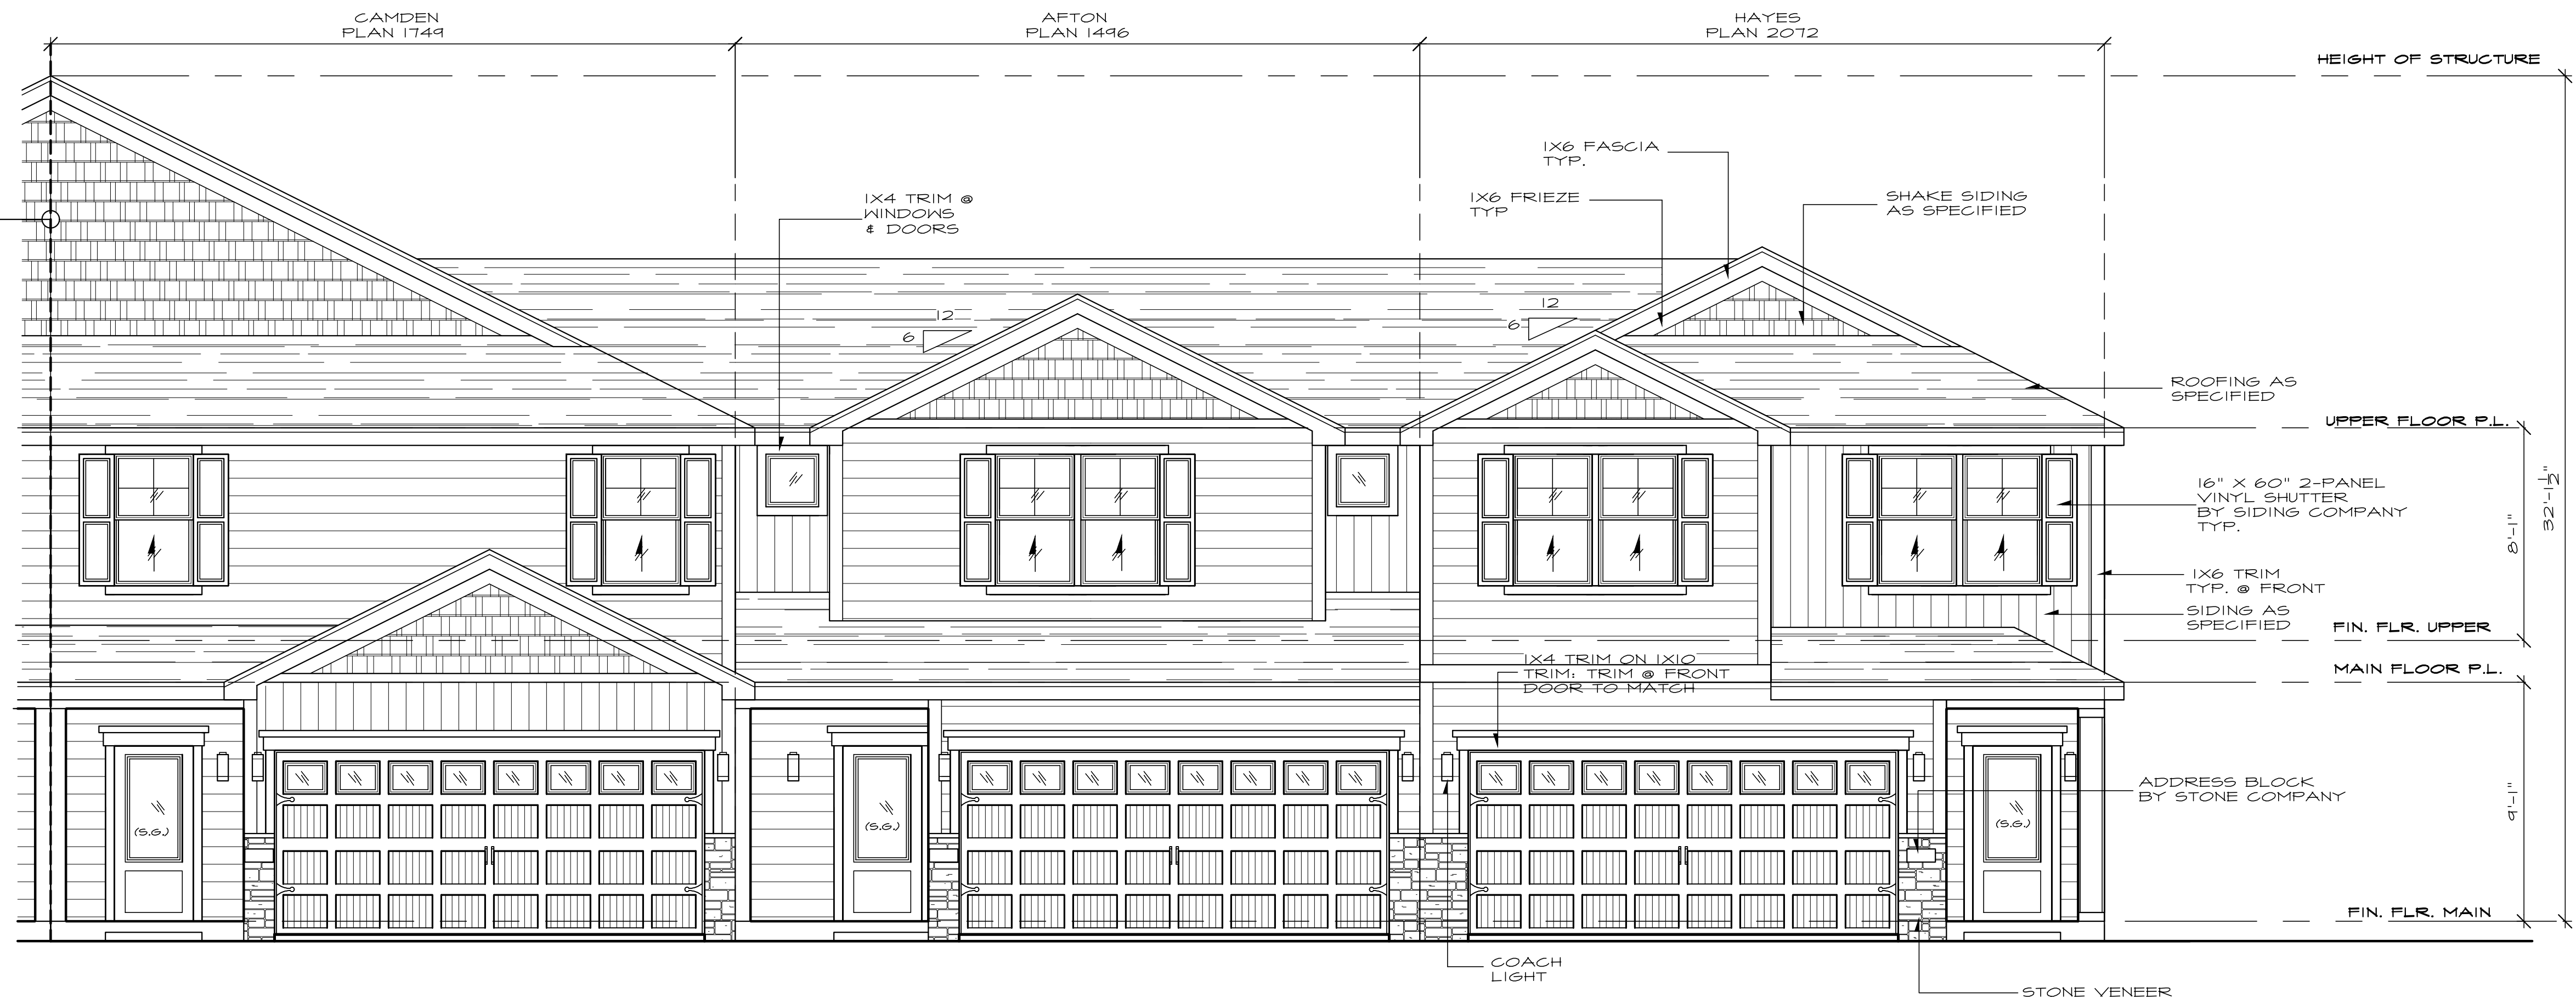 CAMDEN
PLAN 1749
AFTON
PLAN 1496
HAYES
PLAN 2072
HEIGHT OF STRUCTURE
1X6 FASCIA
TYP.
1X4 TRIM @
WINDOWS
& DOORS
1X6 FRIEZE
TYP
SHAKE SIDING
AS SPECIFIED
12
6
12
6
ROOFING AS
SPECIFIED
UPPER FLOOR P.L.
16" X 60" 2-PANEL
VINYL SHUTTER
BY SIDING COMPANY
TYP.
8'-1"
32'-1½"
1X6 TRIM
TYP. @ FRONT
SIDING AS
SPECIFIED
FIN. FLR. UPPER
1X4 TRIM ON 1X10
TRIM: TRIM @ FRONT
DOOR TO MATCH
MAIN FLOOR P.L.
ADDRESS BLOCK
BY STONE COMPANY
9'-1"
(S.G.)
(S.G.)
(S.G.)
FIN. FLR. MAIN
COACH
LIGHT
STONE VENEER